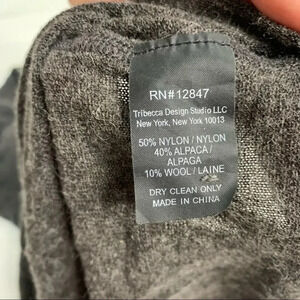 RN#12847
Tribecca Design Studio LLC
New York, New York 10013
50% NYLON / NYLON
40% ALPACA /
ALPAGA
10% WOOL / LAINE
DRY CLEAN ONLY
MADE IN CHINA